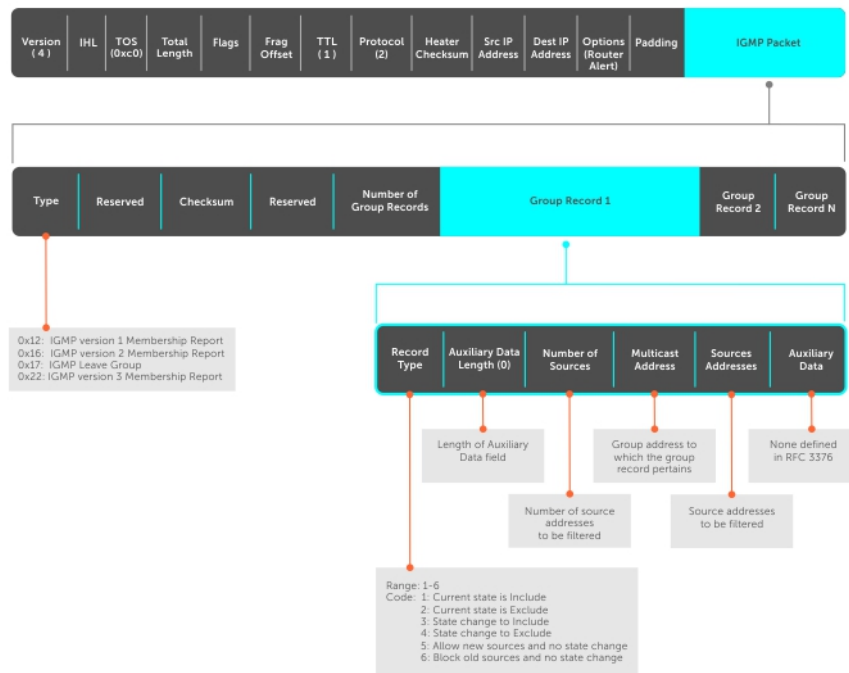 Version
( 4 )
IHL
TOS
(0xc0)
Total
Length
Flags
Frag
Offset
TTL
( 1 )
Protocol
(2)
Heater
Checksum
Src IP
Address
Dest IP
Address
Options
(Router
Alert)
Padding
IGMP Packet
Type
Reserved
Checksum
Reserved
Number of
Group Records
Group Record 1
Group
Record 2
Group
Record N
0x12: IGMP version 1 Membership Report
0x16: IGMP version 2 Membership Report
0x17: IGMP Leave Group
0x22: IGMP version 3 Membership Report
Record
Type
Auxiliary Data
Length (0)
Number of
Sources
Multicast
Address
Sources
Addresses
Auxiliary
Data
Length of Auxiliary
Data field
Group address to
which the group
record pertains
None defined
in RFC 3376
Number of source
addresses
to be filtered
Source addresses
to be filtered
Range: 1-6
Code: 1: Current state is Include
2: Current state is Exclude
3: State change to Include
4: State change to Exclude
5: Allow new sources and no state change
6: Block old sources and no state change